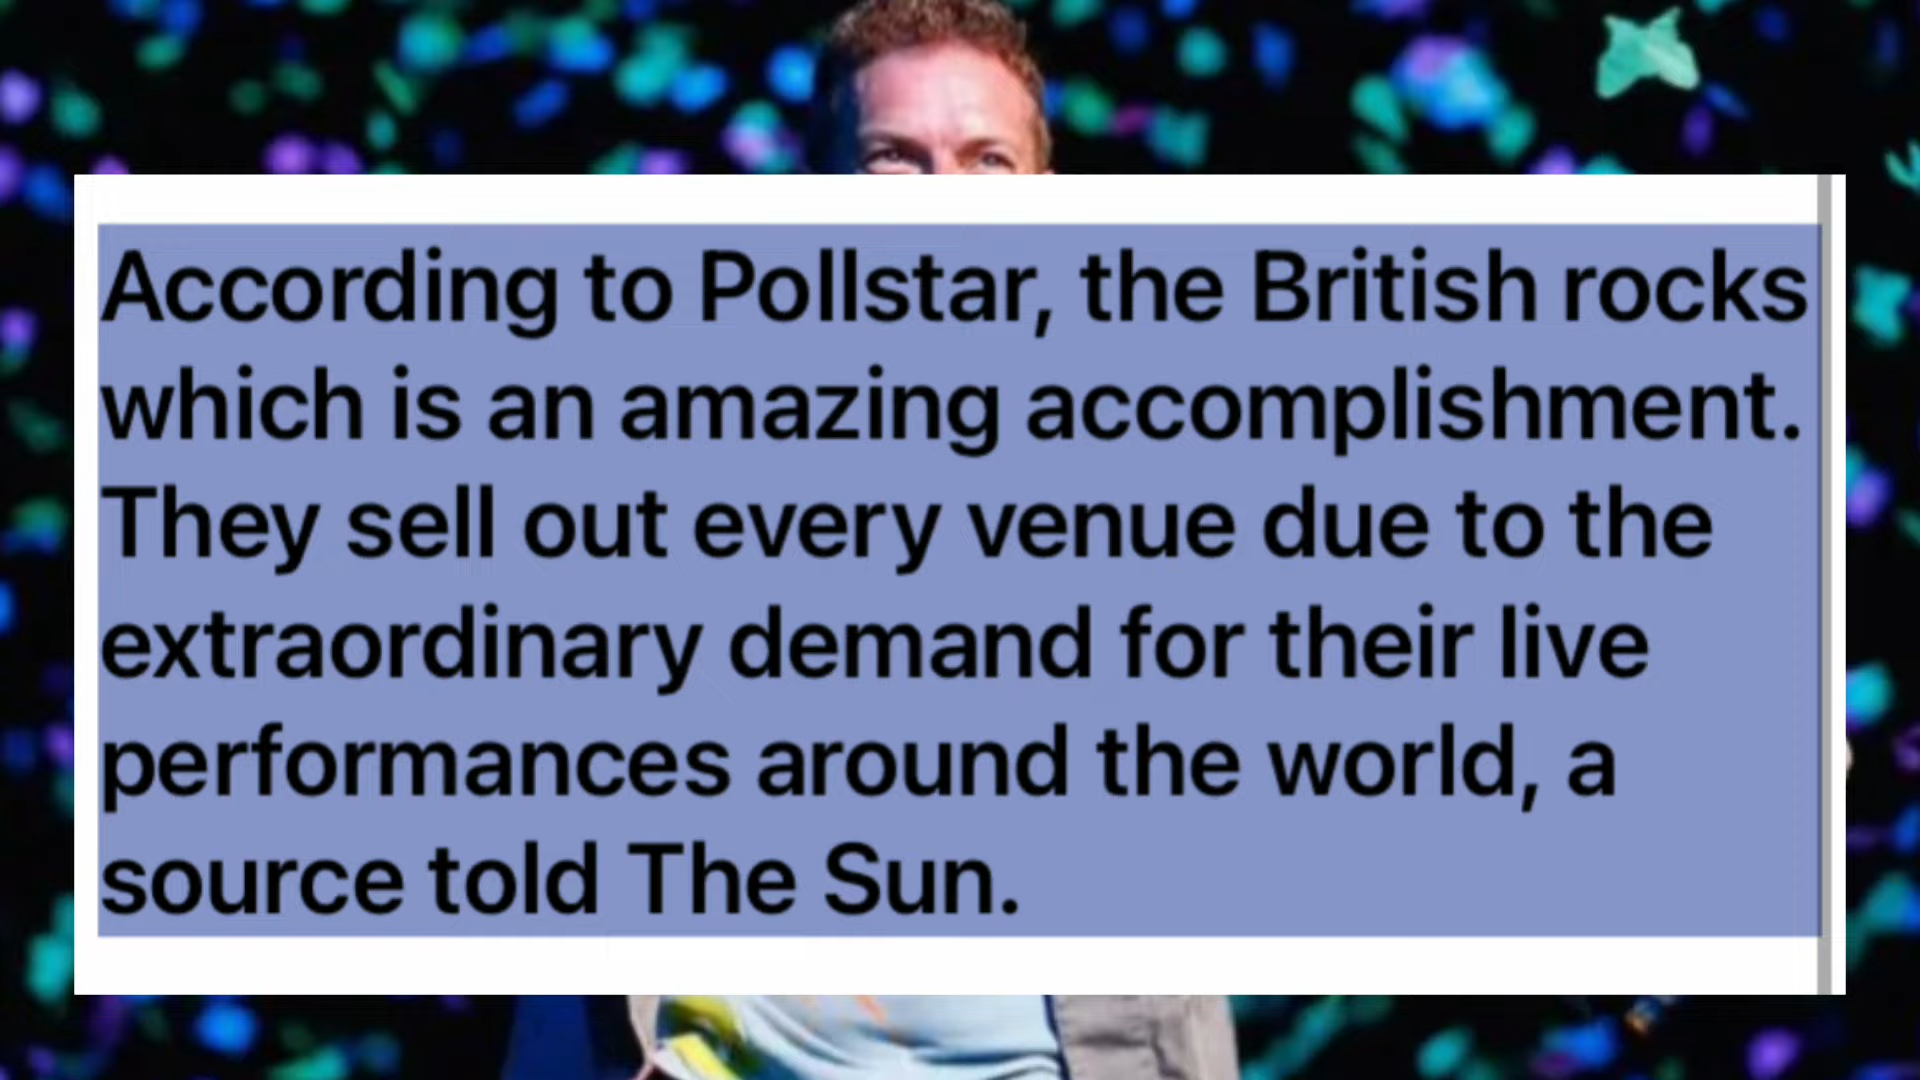 According to Pollstar, the British rocks
which is an amazing accomplishment.
They sell out every venue due to the
extraordinary demand for their live
performances around the world, a
source told The Sun.